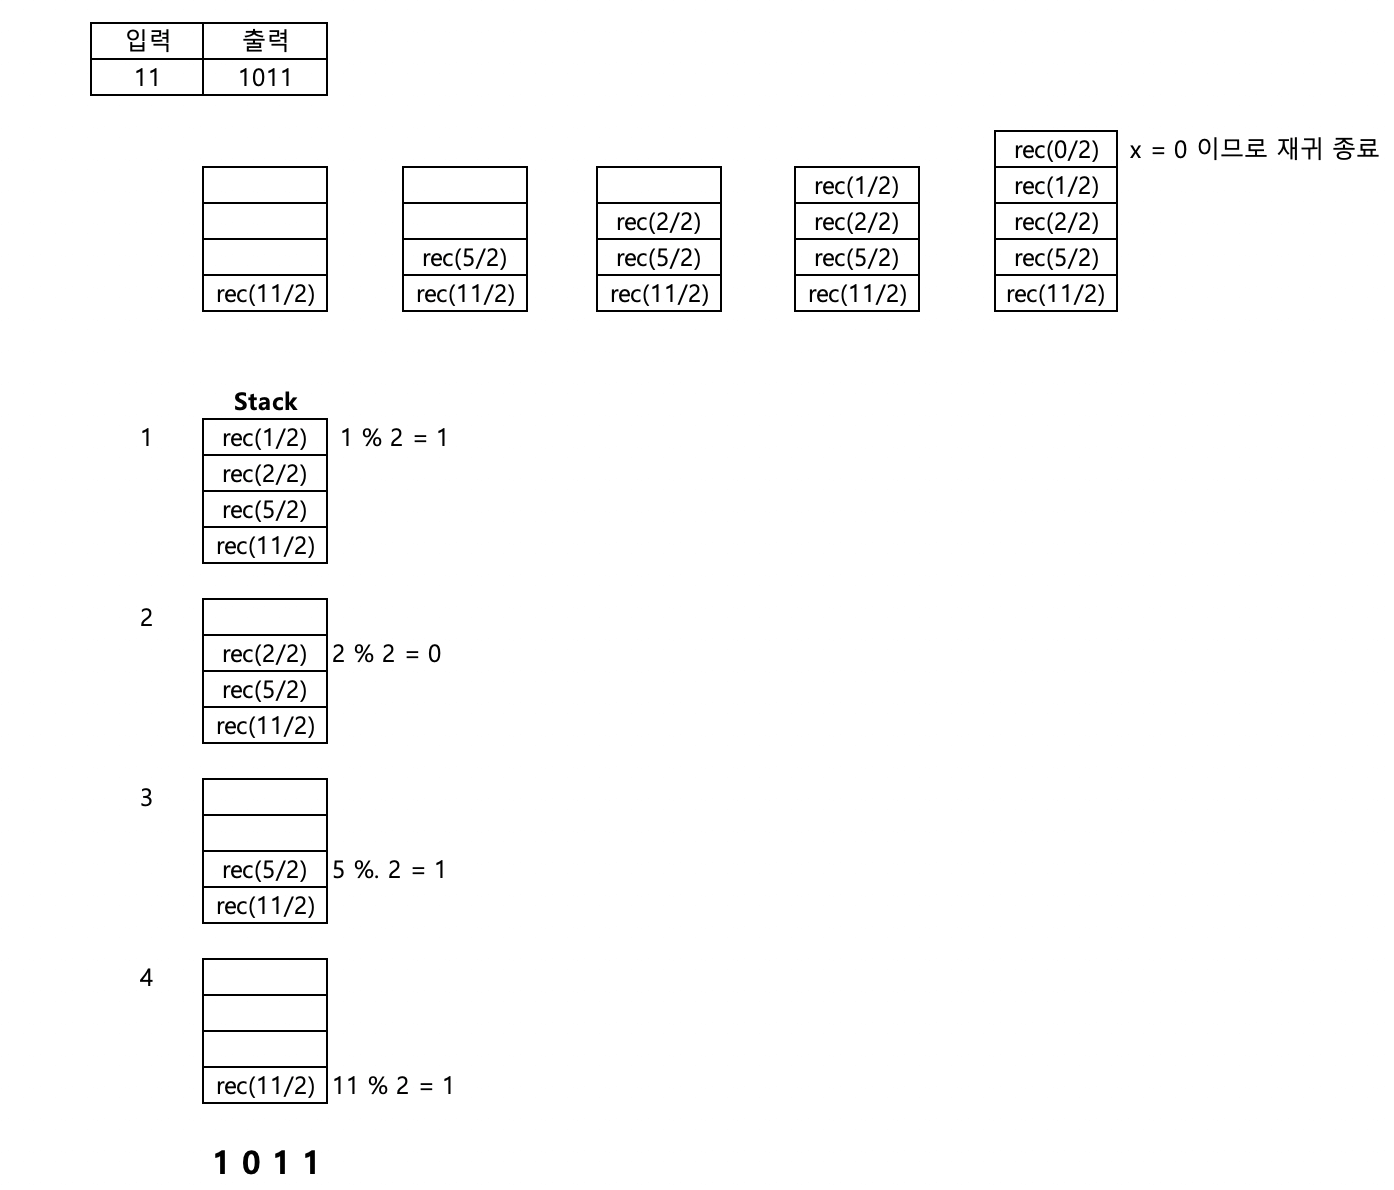 입력 출력
11 1011
rec(0/2) x = 0 이므로 재귀 종료
rec(1/2) rec(1/2)
rec(2/2) rec(2/2) rec(2/2)
rec(5/2) rec(5/2) rec(5/2) rec(5/2)
rec(11/2) rec(11/2) rec(11/2) rec(11/2) rec(11/2)
Stack
1 rec(1/2) 1 % 2 = 1
rec(2/2)
rec(5/2)
rec(11/2)
2
rec(2/2) 2 % 2 = 0
rec(5/2)
rec(11/2)
3
rec(5/2) 5 %. 2 = 1
rec(11/2)
4
rec(11/2) 11 % 2 = 1
1 0 1 1